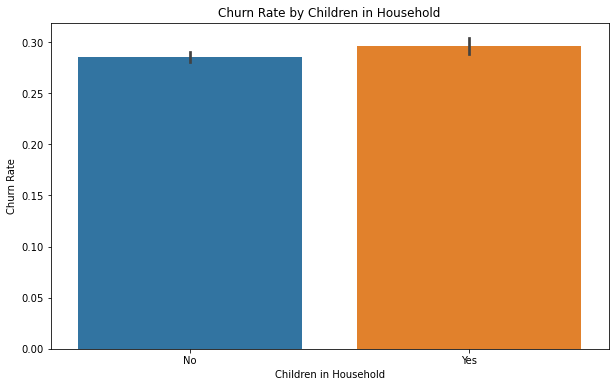 Churn Rate by Children in Household
Churn Rate
0.30
0.25
0.20
0.15
0.10
0.05
0.00
No
Yes
Children in Household